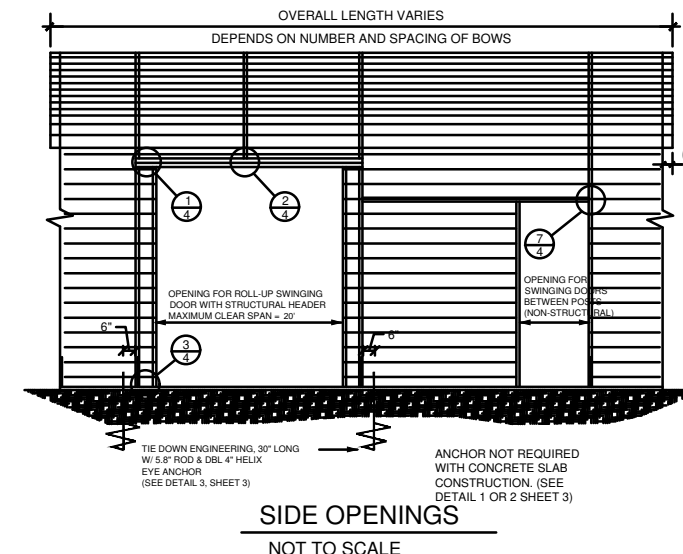 OVERALL LENGTH VARIES
DEPENDS ON NUMBER AND SPACING OF BOWS
1
4
2
4
7
4
OPENING FOR ROLL-UP SWINGING
DOOR WITH STRUCTURAL HEADER
MAXIMUM CLEAR SPAN = 20'
OPENING FOR
SWINGING DOORS
BETWEEN POSTS
(NON-STRUCTURAL)
6"
6"
3
4
TIE DOWN ENGINEERING, 30" LONG
W/ 5.8" ROD & DBL 4" HELIX
EYE ANCHOR
(SEE DETAIL 3, SHEET 3)
ANCHOR NOT REQUIRED
WITH CONCRETE SLAB
CONSTRUCTION. (SEE
DETAIL 1 OR 2 SHEET 3)
SIDE OPENINGS
NOT TO SCALE